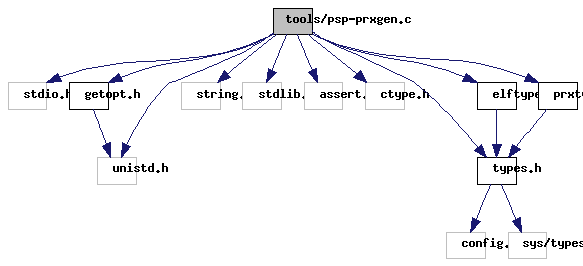 tools/psp-prxgen.c
stdio.h
getopt.h
string.
stdlib.
assert.
ctype.h
elftype
prxt
unistd.h
types.h
config.
sys/types